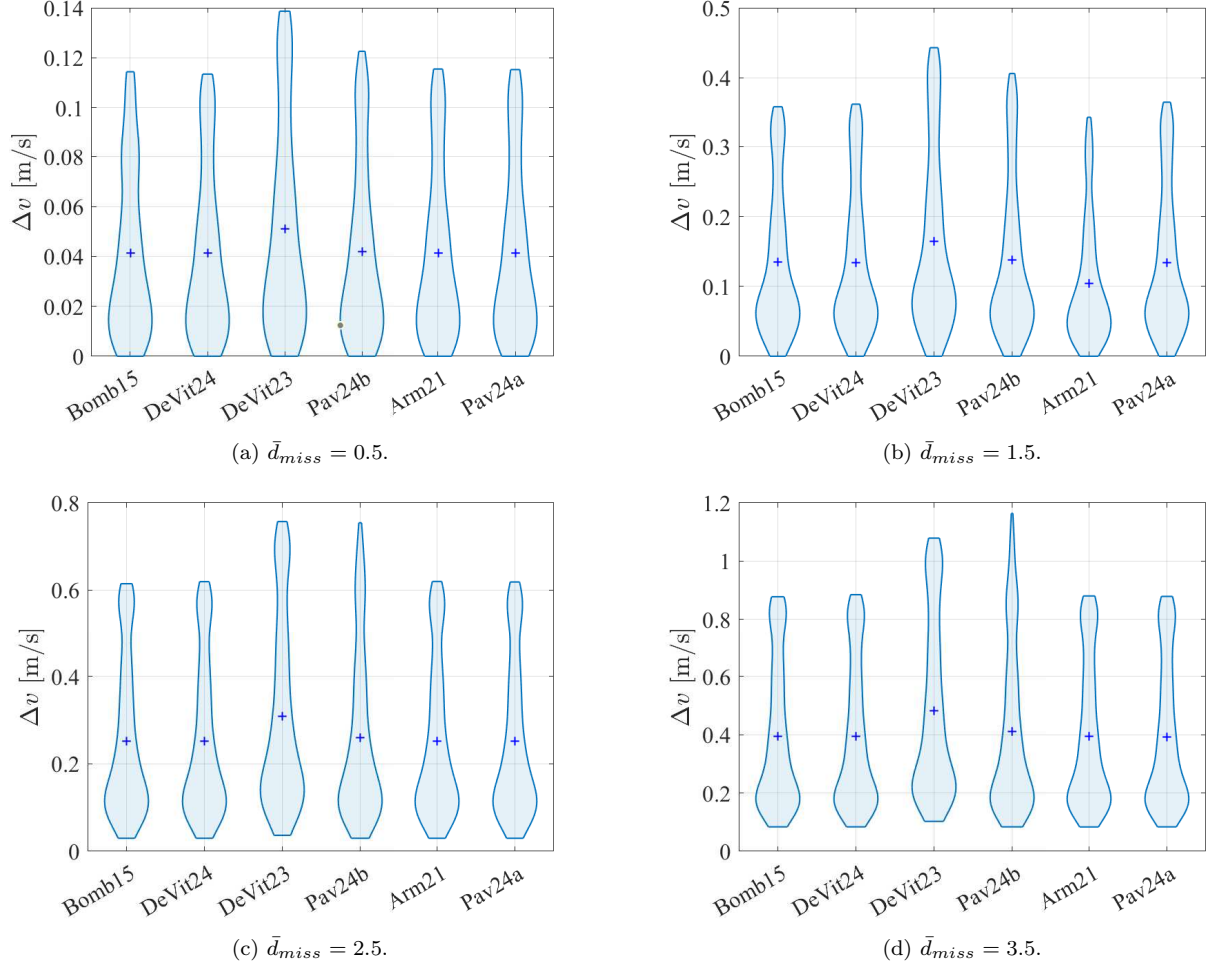 0.14
0.12
0.1
0.08
0.06
0.04
0.02
0
Δv [m/s]
Bomb15 DeVit24 DeVit23 Pav24b Arm21 Pav24a
(a) d̄_miss = 0.5.
0.5
0.4
0.3
0.2
0.1
0
Δv [m/s]
Bomb15 DeVit24 DeVit23 Pav24b Arm21 Pav24a
(b) d̄_miss = 1.5.
0.8
0.6
0.4
0.2
0
Δv [m/s]
Bomb15 DeVit24 DeVit23 Pav24b Arm21 Pav24a
(c) d̄_miss = 2.5.
1.2
1
0.8
0.6
0.4
0.2
0
Δv [m/s]
Bomb15 DeVit24 DeVit23 Pav24b Arm21 Pav24a
(d) d̄_miss = 3.5.